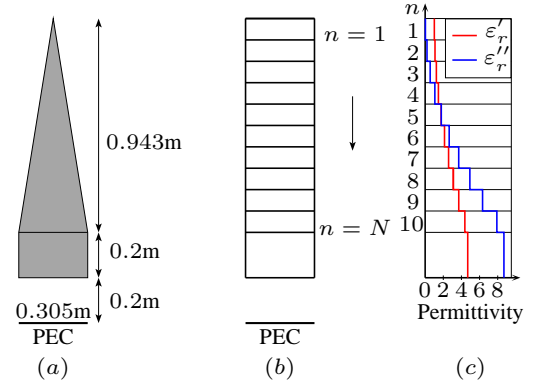 0.943m
0.2m
0.2m
0.305m
PEC
(a)
n = 1
n = N
PEC
(b)
n
1
2
3
4
5
6
7
8
9
10
ε′r
ε″r
0 2 4 6 8
Permittivity
(c)